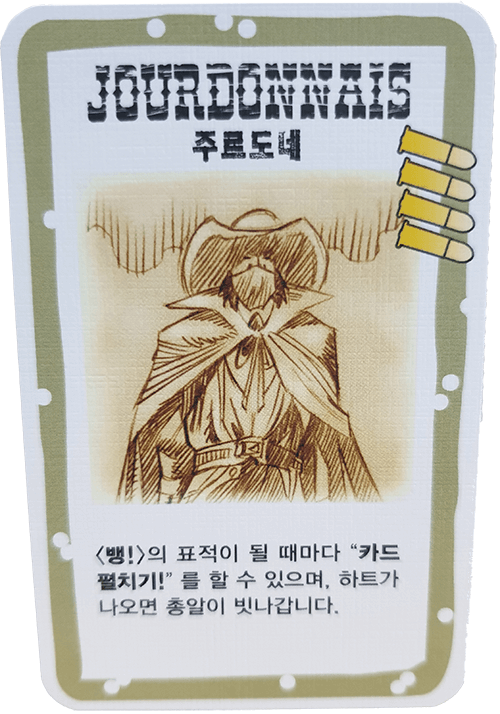 JOURDONNAIS
주르도네
〈뱅!〉의 표적이 될 때마다 “카드
펼치기!” 를 할 수 있으며, 하트가
나오면 총알이 빗나갑니다.